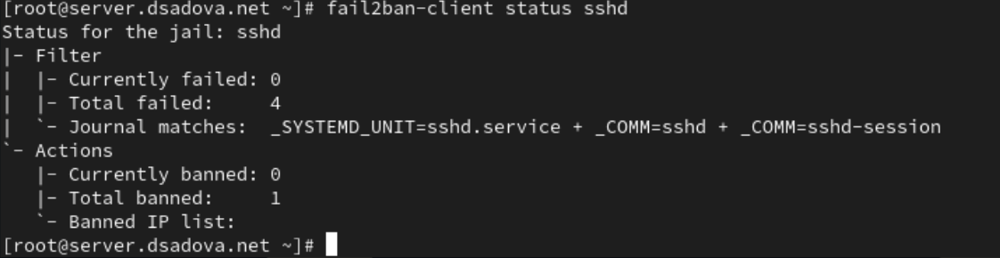 [root@server.dsadova.net ~]# fail2ban-client status sshd
Status for the jail: sshd
|- Filter
|  |- Currently failed: 0
|  |- Total failed:     4
|  `- Journal matches:  _SYSTEMD_UNIT=sshd.service + _COMM=sshd + _COMM=sshd-session
`- Actions
   |- Currently banned: 0
   |- Total banned:     1
   `- Banned IP list:
[root@server.dsadova.net ~]#